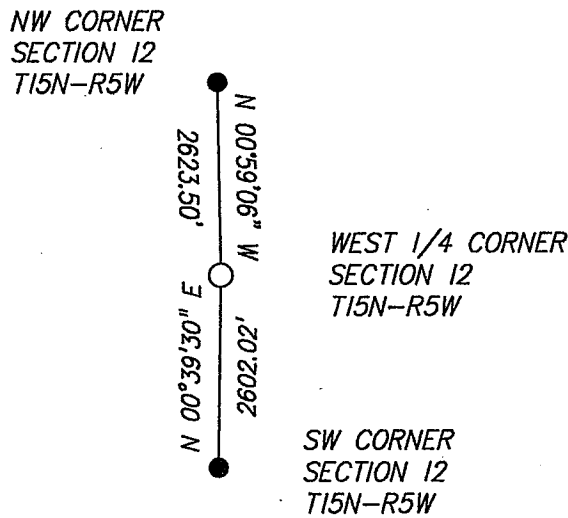 NW CORNER
SECTION 12
T15N-R5W
N 00°59'06" W
2623.50'
WEST 1/4 CORNER
SECTION 12
T15N-R5W
N 00°39'30" E
2602.02'
SW CORNER
SECTION 12
T15N-R5W